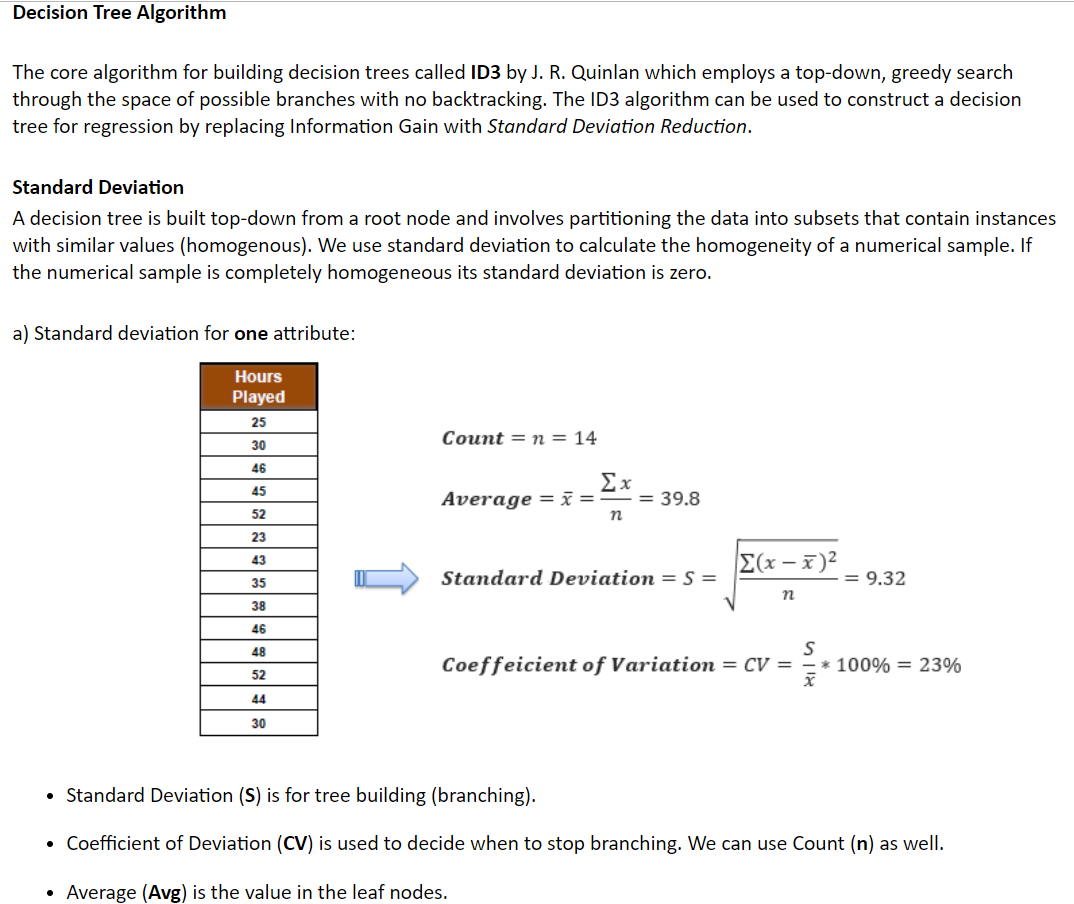 Decision Tree Algorithm
The core algorithm for building decision trees called ID3 by J. R. Quinlan which employs a top-down, greedy search
through the space of possible branches with no backtracking. The ID3 algorithm can be used to construct a decision
tree for regression by replacing Information Gain with Standard Deviation Reduction.
Standard Deviation
A decision tree is built top-down from a root node and involves partitioning the data into subsets that contain instances
with similar values (homogenous). We use standard deviation to calculate the homogeneity of a numerical sample. If
the numerical sample is completely homogeneous its standard deviation is zero.
a) Standard deviation for one attribute:
Hours
Played
25
30
46
45
52
23
43
35
38
46
48
52
44
30
Count = n = 14
Average = x̄ = ∑x / n = 39.8
Standard Deviation = S = √(∑(x − x̄)² / n) = 9.32
Coeffeicient of Variation = CV = S / x̄ * 100% = 23%
• Standard Deviation (S) is for tree building (branching).
• Coefficient of Deviation (CV) is used to decide when to stop branching. We can use Count (n) as well.
• Average (Avg) is the value in the leaf nodes.